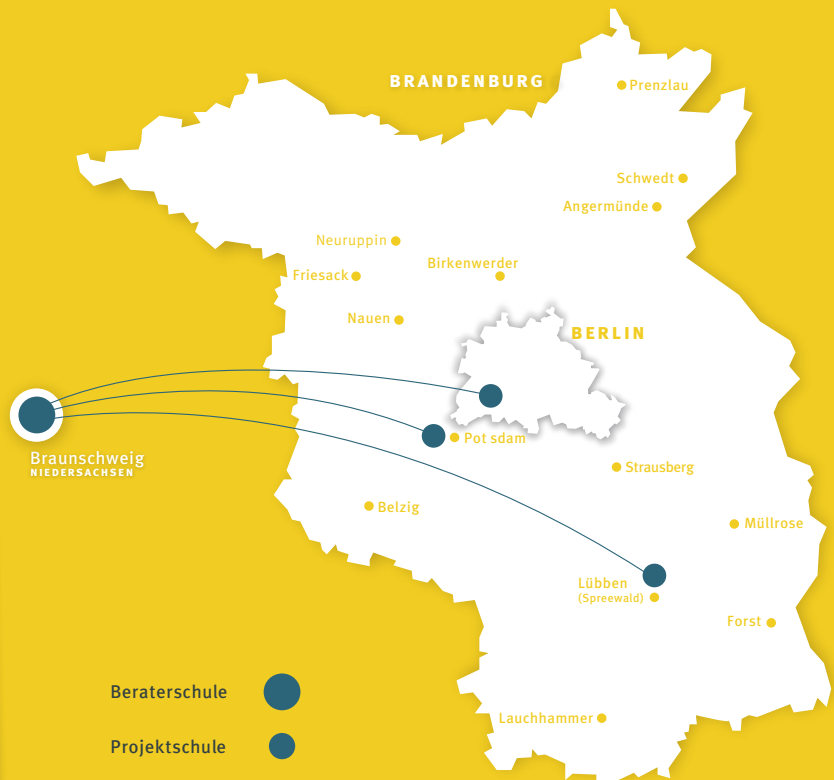 BRANDENBURG
Prenzlau
Schwedt
Angermünde
Neuruppin
Birkenwerder
Friesack
Nauen
BERLIN
Pot sdam
Braunschweig
NIEDERSACHSEN
Strausberg
Belzig
Müllrose
Lübben
(Spreewald)
Forst
Beraterschule
Lauchhammer
Projektschule